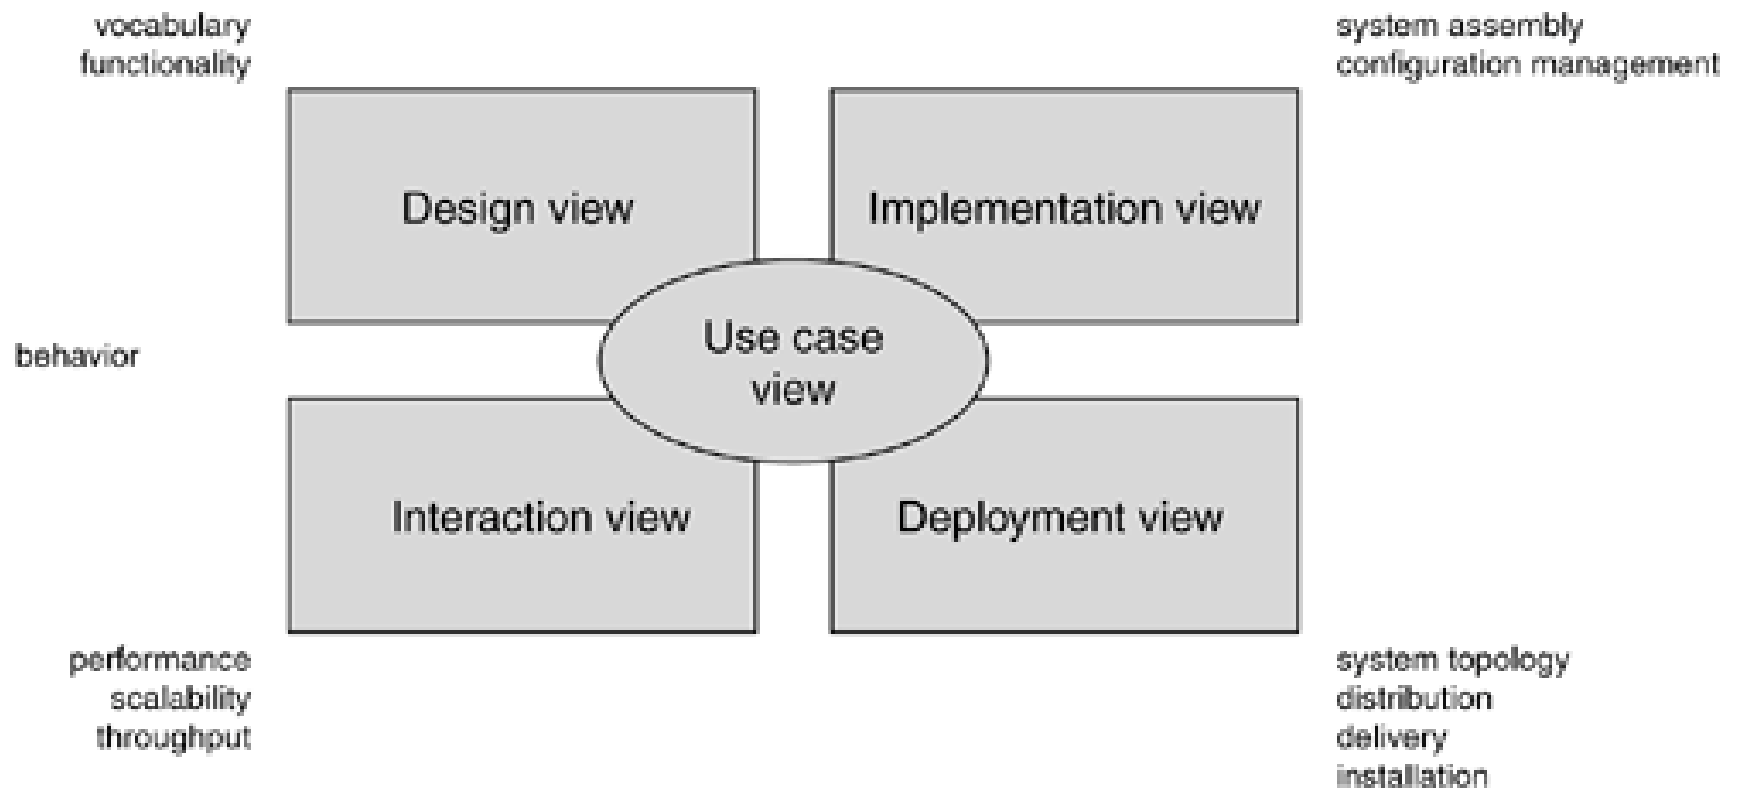 vocabulary
functionality
system assembly
configuration management
Design view
Implementation view
Use case
view
behavior
Interaction view
Deployment view
performance
scalability
throughput
system topology
distribution
delivery
installation